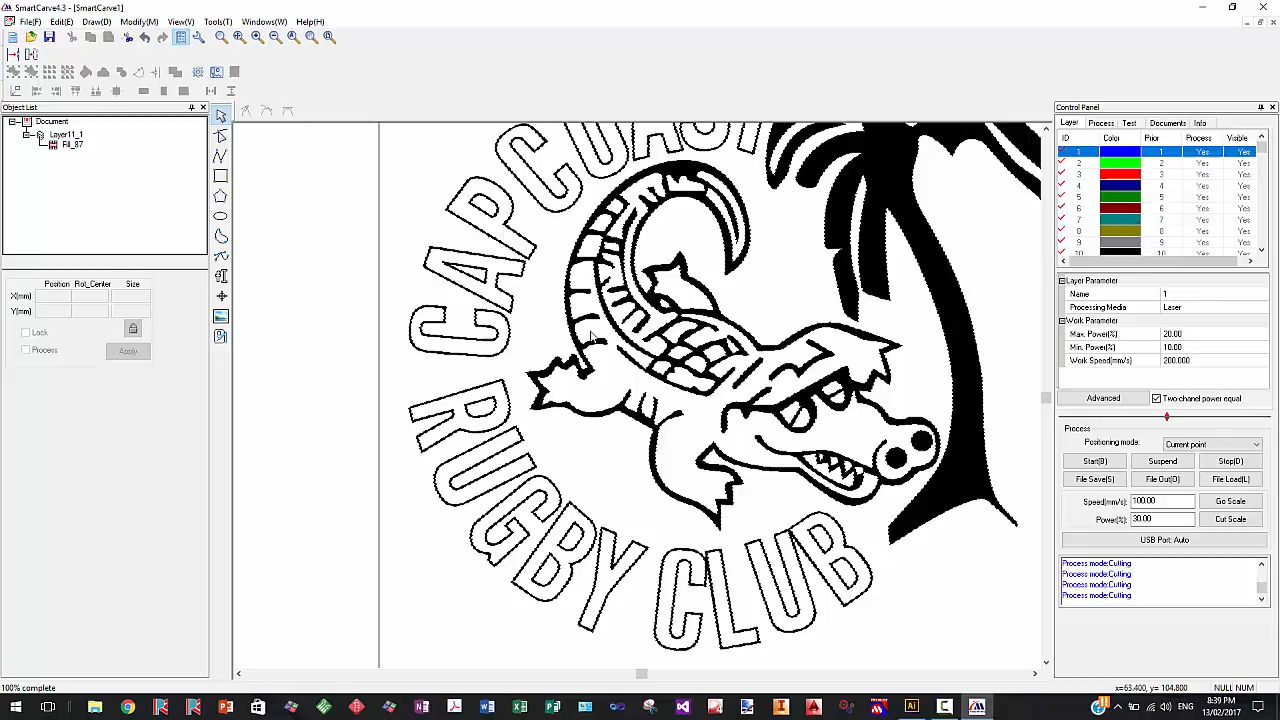 SmartCarve4.3 - [SmartCarve1]
File(F) Edit(E) Draw(D) Modify(M) View(V) Tools(T) Windows(W) Help(H)
Object List
Document
Layer11_1
Fill_87
Position Rot_Center Size
X(mm)
Y(mm)
Lock
Process
Apply
CAP COAST
RUGBY CLUB
Control Panel
Layer Process Test Documents Info
ID Color Prior Process Visible
1 1 Yes Yes
2 2 Yes Yes
3 3 Yes Yes
4 4 Yes Yes
5 5 Yes Yes
6 6 Yes Yes
7 7 Yes Yes
8 8 Yes Yes
9 9 Yes Yes
10 10 Yes Yes
Layer Parameter
Name 1
Processing Media Laser
Work Parameter
Max. Power(%) 20.00
Min. Power(%) 10.00
Work Speed(mm/s) 200.000
Advanced Two-chanel power equal
Process
Positioning mode: Current point
Start(B) Suspend Stop(D)
File Save(S) File Out(O) File Load(L)
Speed(mm/s): 100.00 Go Scale
Power(%): 30.00 Cut Scale
USB Port: Auto
Process mode:Cutting
Process mode:Cutting
Process mode:Cutting
Process mode:Cutting
100% complete
x=63.400, y= 104.800
NULL NUM
8:39 PM
13/02/2017